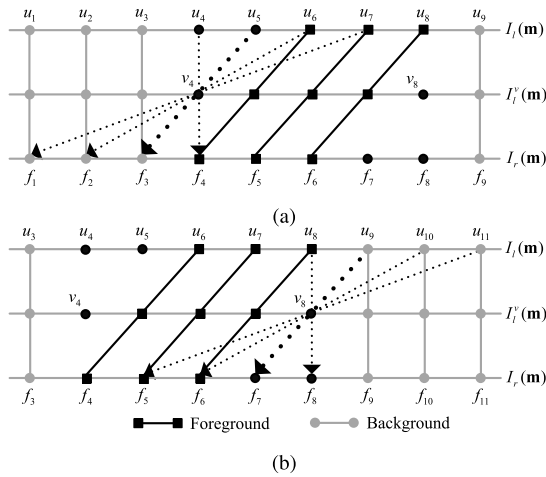 u₁ u₂ u₃ u₄ u₅ u₆ u₇ u₈ u₉ Iₗ(m)
v₄ v₈ Iₗᵛ(m)
Iᵣ(m)
f₁ f₂ f₃ f₄ f₅ f₆ f₇ f₈ f₉
(a)
u₃ u₄ u₅ u₆ u₇ u₈ u₉ u₁₀ u₁₁ Iₗ(m)
v₄ v₈ Iₗᵛ(m)
Iᵣ(m)
f₃ f₄ f₅ f₆ f₇ f₈ f₉ f₁₀ f₁₁
Foreground Background
(b)